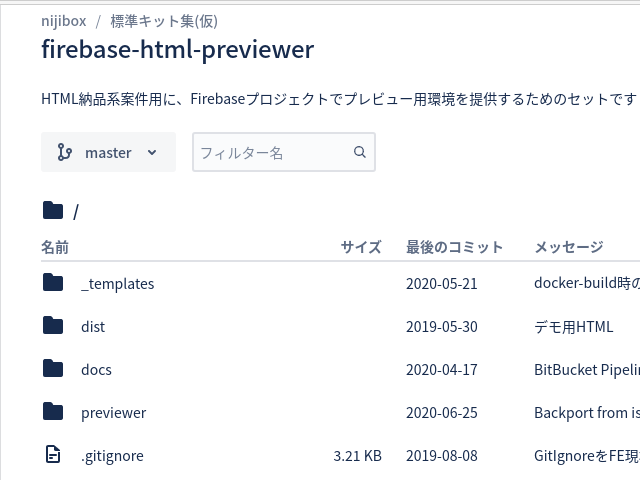 nijibox / 標準キット集(仮)
firebase-html-previewer
HTML納品系案件用に、Firebaseプロジェクトでプレビュー用環境を提供するためのセットです
master フィルター名
/
名前 サイズ 最後のコミット メッセージ
_templates 2020-05-21 docker-build時の
dist 2019-05-30 デモ用HTML
docs 2020-04-17 BitBucket Pipelin
previewer 2020-06-25 Backport from is
.gitignore 3.21 KB 2019-08-08 GitIgnoreをFE現